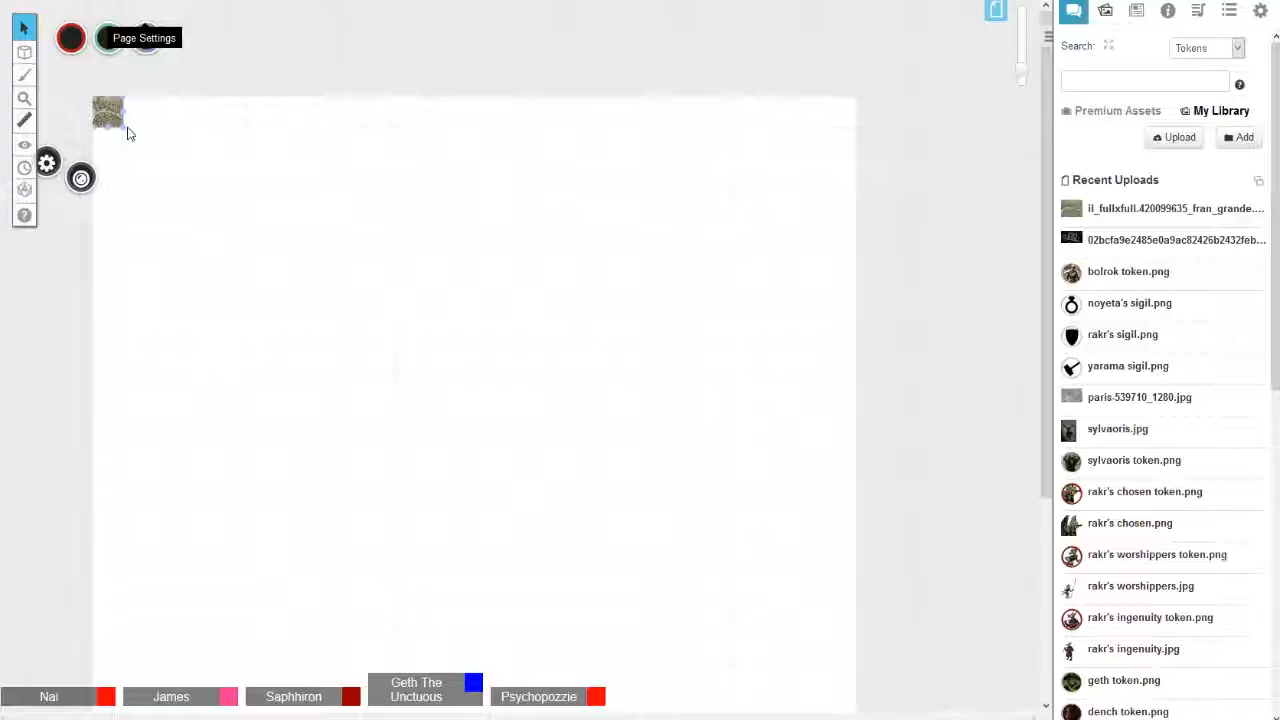 Page Settings
Search:
Tokens
Premium Assets
My Library
Upload
Add
Recent Uploads
il_fullxfull.420099635_fran_grande....
02bcfa9e2485e0a9ac82426b2432feb...
bolrok token.png
noyeta's sigil.png
rakr's sigil.png
yarama sigil.png
paris-539710_1280.jpg
sylvaoris.jpg
sylvaoris token.png
rakr's chosen token.png
rakr's chosen.png
rakr's worshippers token.png
rakr's worshippers.jpg
rakr's ingenuity token.png
rakr's ingenuity.jpg
geth token.png
dench token.png
Nai
James
Saphhiron
Geth The
Unctuous
Psychopozzie